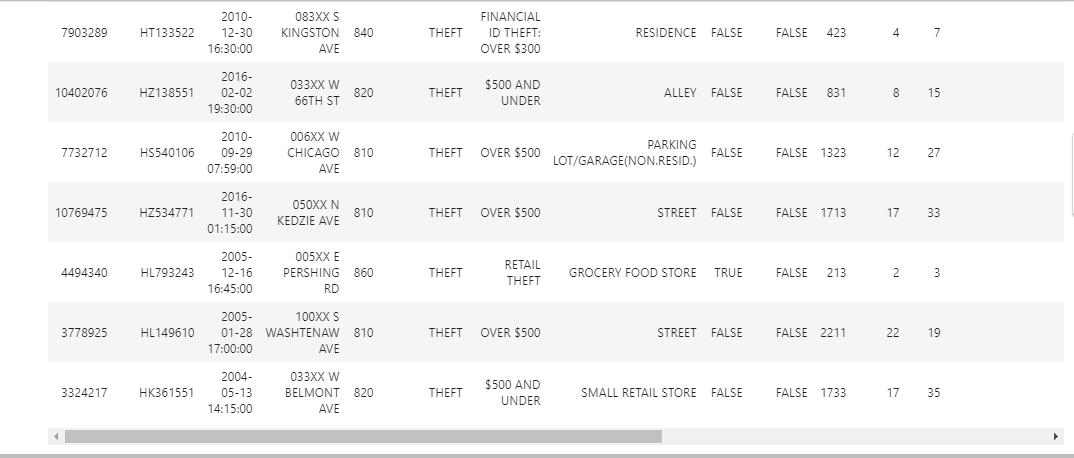 2010- 083XX S FINANCIAL
7903289 HT133522 12-30 KINGSTON 840 THEFT ID THEFT: RESIDENCE FALSE FALSE 423 4 7
16:30:00 AVE OVER $300
2016-
10402076 HZ138551 02-02 033XX W 820 THEFT $500 AND ALLEY FALSE FALSE 831 8 15
19:30:00 66TH ST UNDER
2010- 006XX W
7732712 HS540106 09-29 CHICAGO 810 THEFT OVER $500 PARKING FALSE FALSE 1323 12 27
07:59:00 AVE LOT/GARAGE(NON.RESID.)
2016-
10769475 HZ534771 11-30 050XX N 810 THEFT OVER $500 STREET FALSE FALSE 1713 17 33
01:15:00 KEDZIE AVE
2005- 005XX E
4494340 HL793243 12-16 PERSHING 860 THEFT RETAIL GROCERY FOOD STORE TRUE FALSE 213 2 3
16:45:00 RD THEFT
2005- 100XX S
3778925 HL149610 01-28 WASHTENAW 810 THEFT OVER $500 STREET FALSE FALSE 2211 22 19
17:00:00 AVE
2004- 033XX W
3324217 HK361551 05-13 BELMONT 820 THEFT $500 AND SMALL RETAIL STORE FALSE FALSE 1733 17 35
14:15:00 AVE UNDER